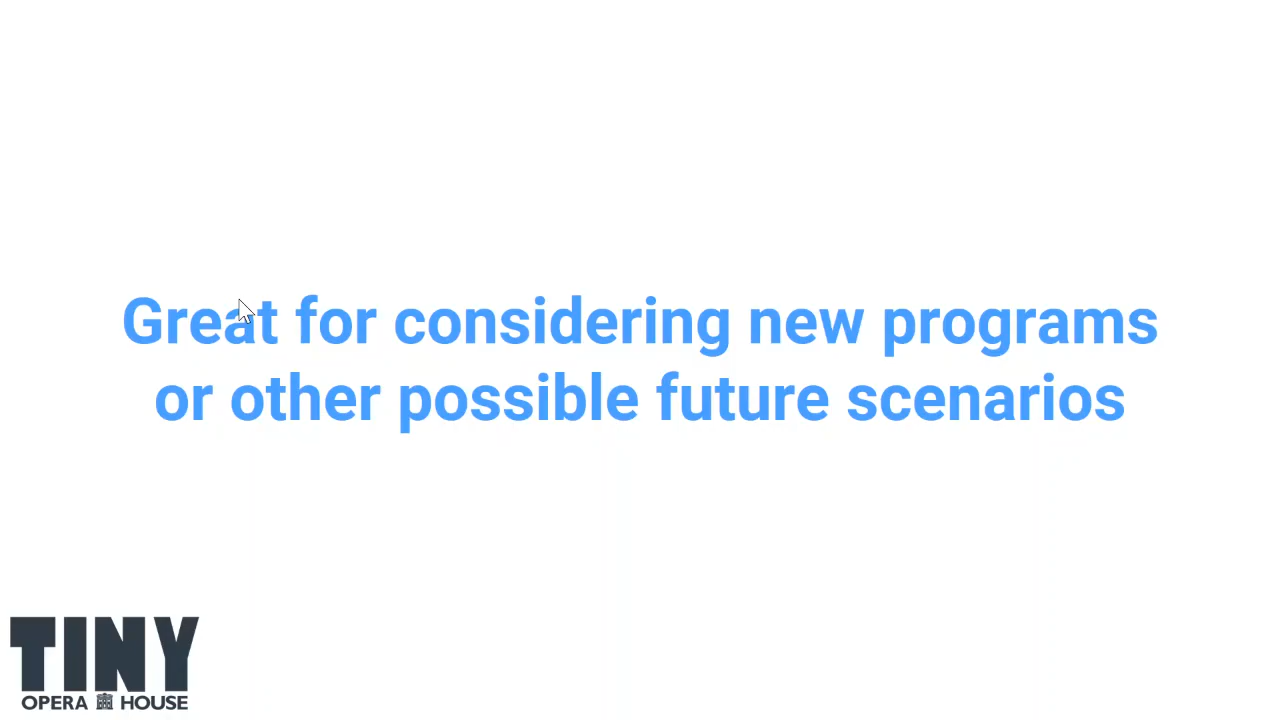 Great for considering new programs
or other possible future scenarios
TINY
OPERA HOUSE